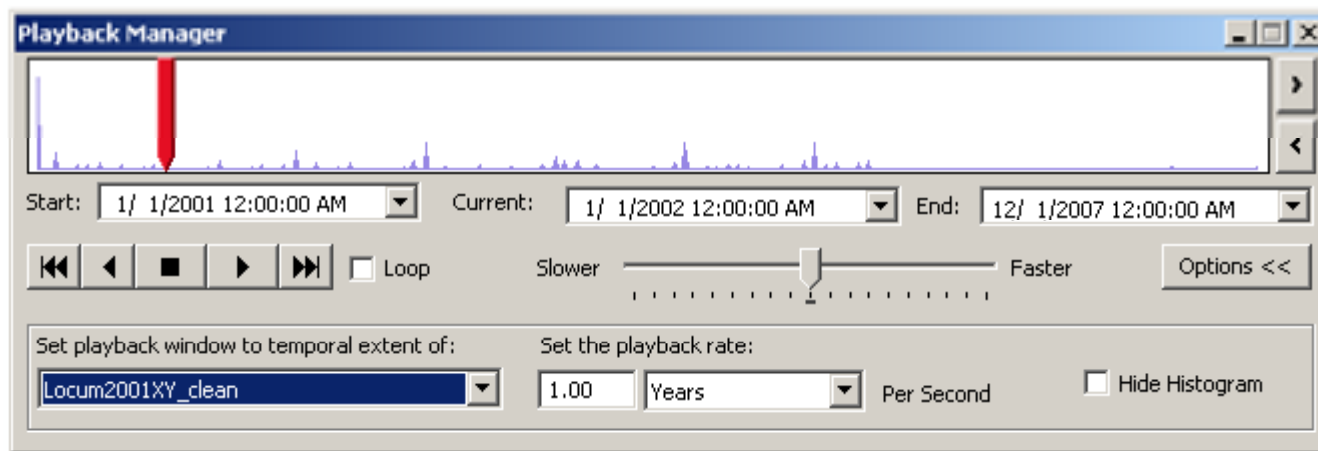 Playback Manager
Start: 1/ 1/2001 12:00:00 AM Current: 1/ 1/2002 12:00:00 AM End: 12/ 1/2007 12:00:00 AM
Loop Slower Faster Options <<
Set playback window to temporal extent of: Set the playback rate:
Locum2001XY_clean 1.00 Years Per Second Hide Histogram